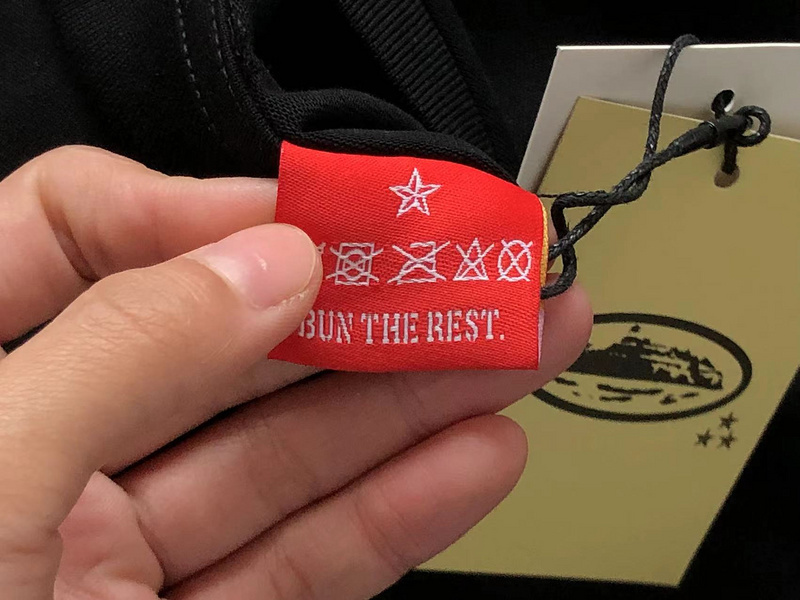 BUN THE REST.